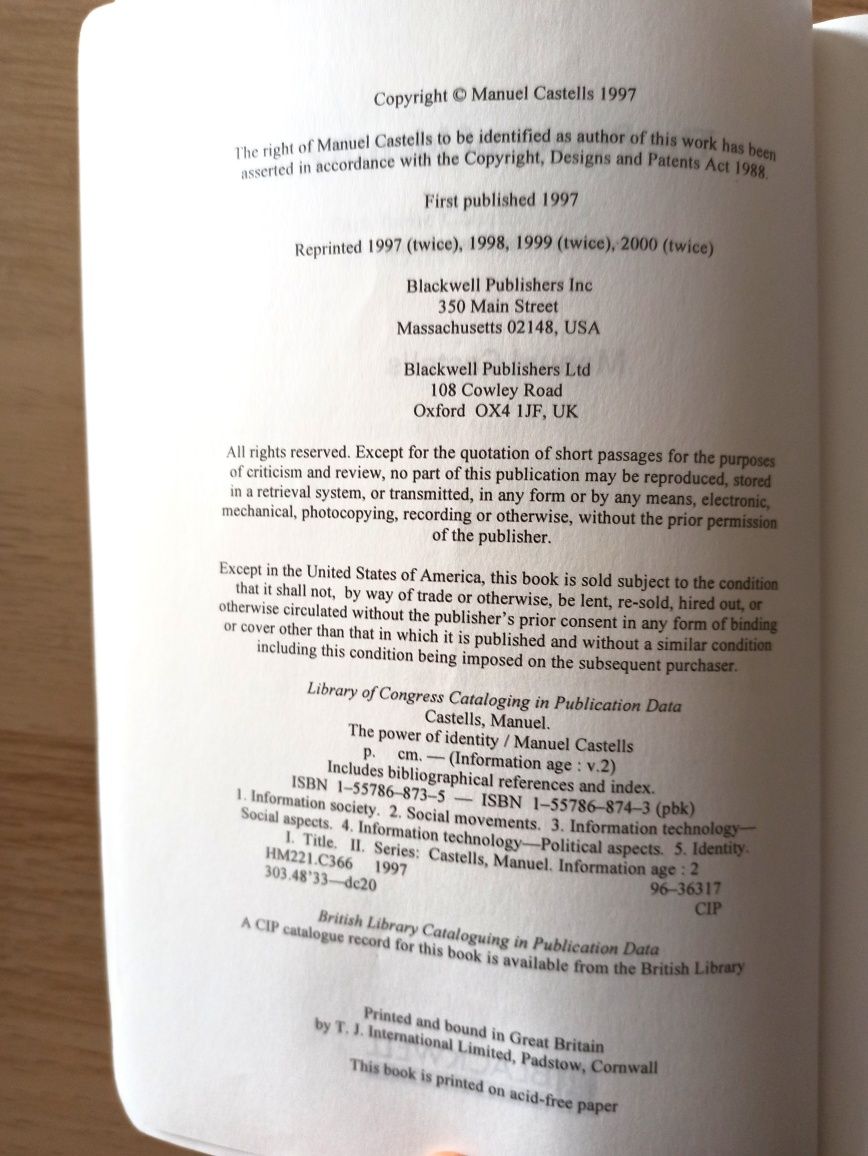 Copyright © Manuel Castells 1997
The right of Manuel Castells to be identified as author of this work has been
asserted in accordance with the Copyright, Designs and Patents Act 1988.
First published 1997
Reprinted 1997 (twice), 1998, 1999 (twice), 2000 (twice)
Blackwell Publishers Inc
350 Main Street
Massachusetts 02148, USA
Blackwell Publishers Ltd
108 Cowley Road
Oxford OX4 1JF, UK
All rights reserved. Except for the quotation of short passages for the purposes
of criticism and review, no part of this publication may be reproduced, stored
in a retrieval system, or transmitted, in any form or by any means, electronic,
mechanical, photocopying, recording or otherwise, without the prior permission
of the publisher.
Except in the United States of America, this book is sold subject to the condition
that it shall not, by way of trade or otherwise, be lent, re-sold, hired out, or
otherwise circulated without the publisher's prior consent in any form of binding
or cover other than that in which it is published and without a similar condition
including this condition being imposed on the subsequent purchaser.
Library of Congress Cataloging in Publication Data
Castells, Manuel.
The power of identity / Manuel Castells
p. cm. — (Information age : v.2)
Includes bibliographical references and index.
ISBN 1–55786–873–5 — ISBN 1–55786–874–3 (pbk)
1. Information society. 2. Social movements. 3. Information technology—
Social aspects. 4. Information technology—Political aspects. 5. Identity.
I. Title. II. Series: Castells, Manuel. Information age : 2
HM221.C366 1997
303.48'33—dc20 96–36317
CIP
British Library Cataloguing in Publication Data
A CIP catalogue record for this book is available from the British Library
Printed and bound in Great Britain
by T. J. International Limited, Padstow, Cornwall
This book is printed on acid-free paper